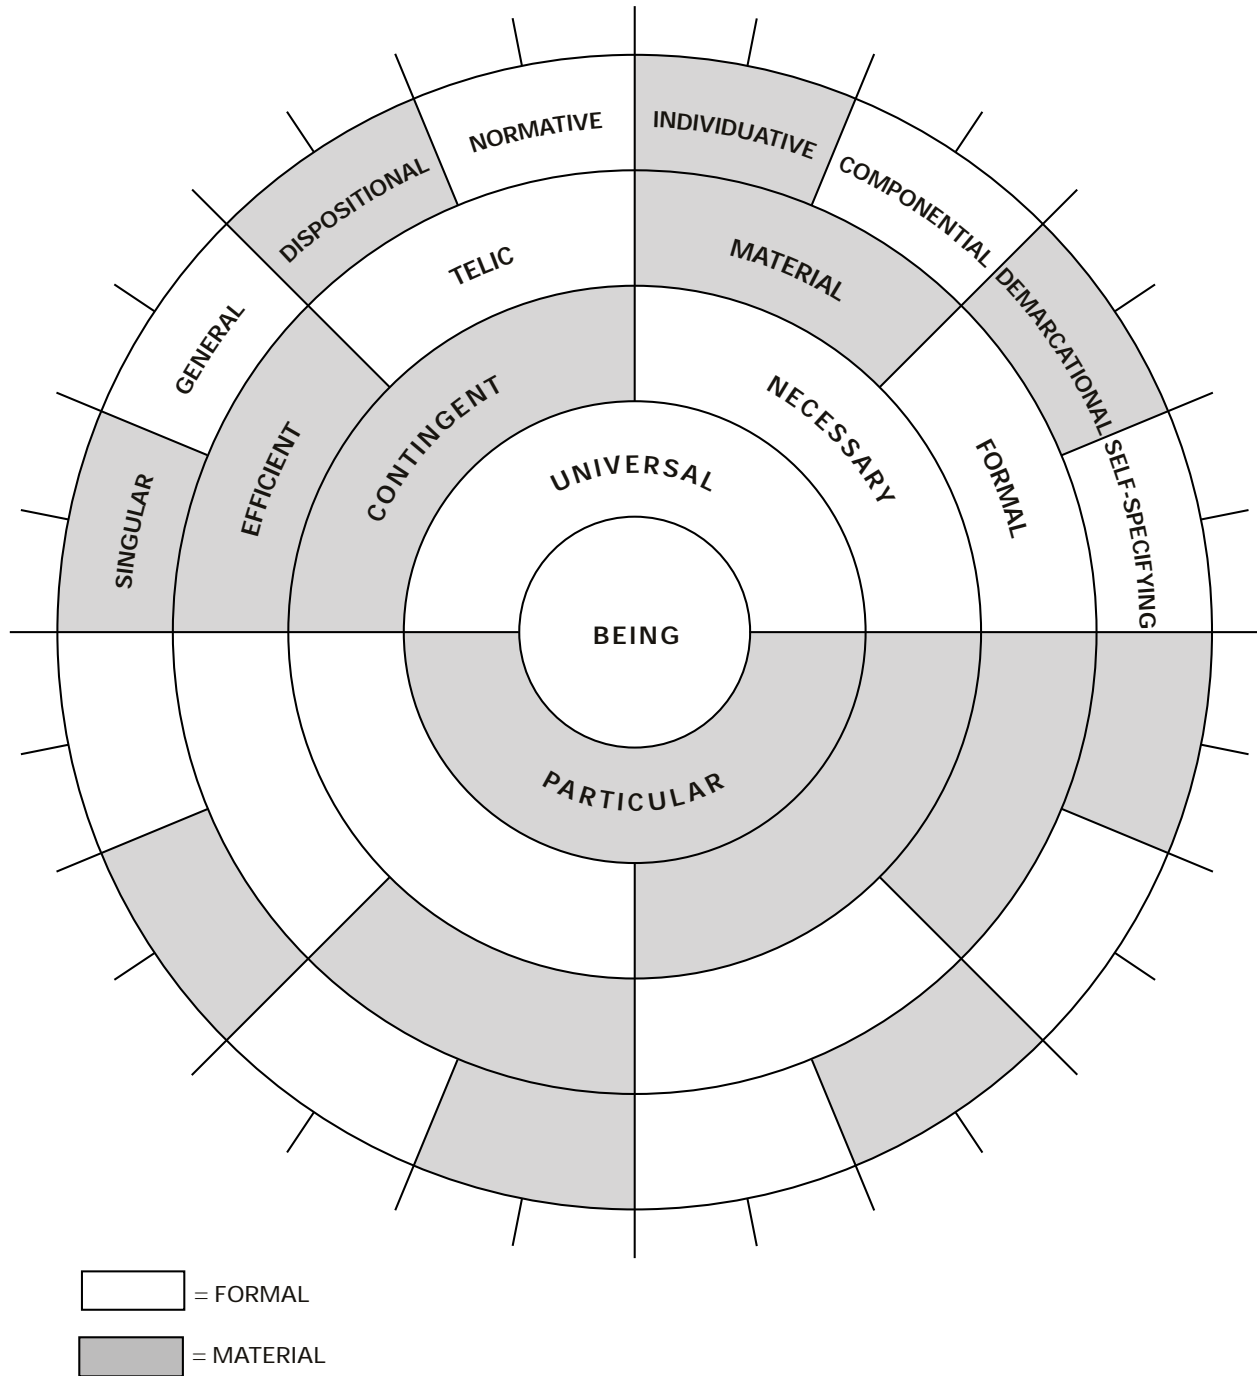 NORMATIVE
INDIVIDUATIVE
DISPOSITIONAL
COMPONENTIAL
TELIC
MATERIAL
GENERAL
DEMARCATIONAL
CONTINGENT
NECESSARY
EFFICIENT
FORMAL
SINGULAR
SELF-SPECIFYING
UNIVERSAL
BEING
PARTICULAR
= FORMAL
= MATERIAL